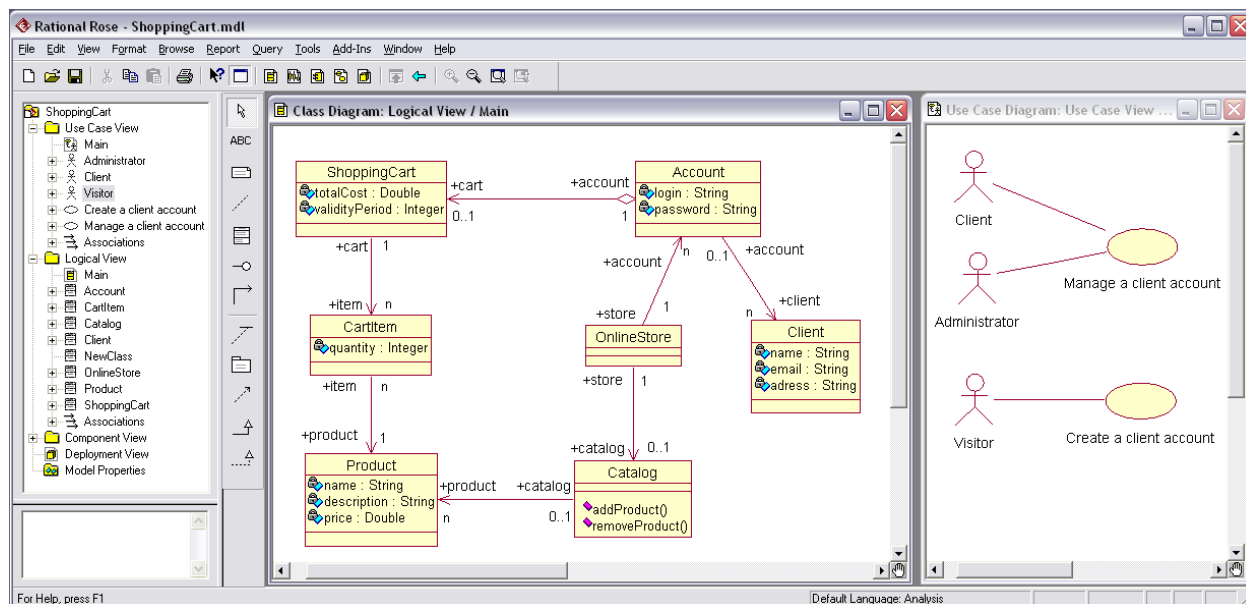 Rational Rose - ShoppingCart.mdl
File Edit View Format Browse Report Query Tools Add-Ins Window Help
ShoppingCart
Use Case View
Main
Administrator
Client
Visitor
Create a client account
Manage a client account
Associations
Logical View
Main
Account
CartItem
Catalog
Client
NewClass
OnlineStore
Product
ShoppingCart
Associations
Component View
Deployment View
Model Properties
ABC
Class Diagram: Logical View / Main
ShoppingCart
totalCost : Double
validityPeriod : Integer
+cart
0..1
+account
1
Account
login : String
password : String
+cart
1
+item
n
CartItem
quantity : Integer
+item
n
+product
1
Product
name : String
description : String
price : Double
+account
n
+store
1
OnlineStore
+store
1
+catalog
0..1
Catalog
addProduct()
removeProduct()
+product
n
+catalog
0..1
0..1
+account
+client
n
Client
name : String
email : String
adress : String
Use Case Diagram: Use Case View ...
Client
Manage a client account
Administrator
Visitor
Create a client account
For Help, press F1
Default Language: Analysis